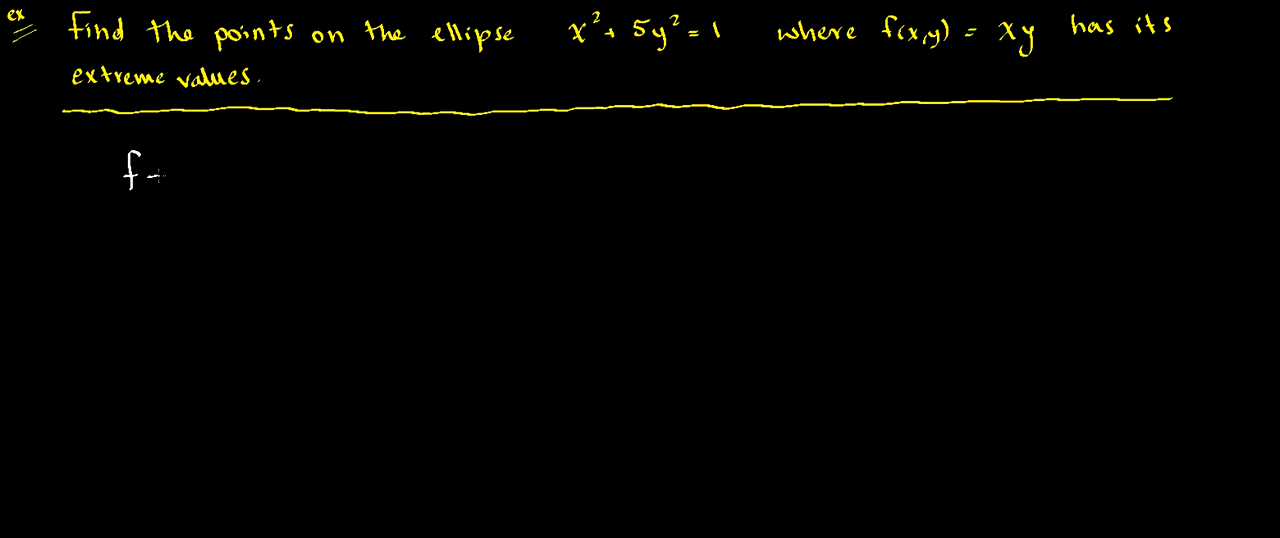 ex Find the points on the ellipse x² + 5y² = 1 where f(x,y) = xy has its
extreme values.
f -